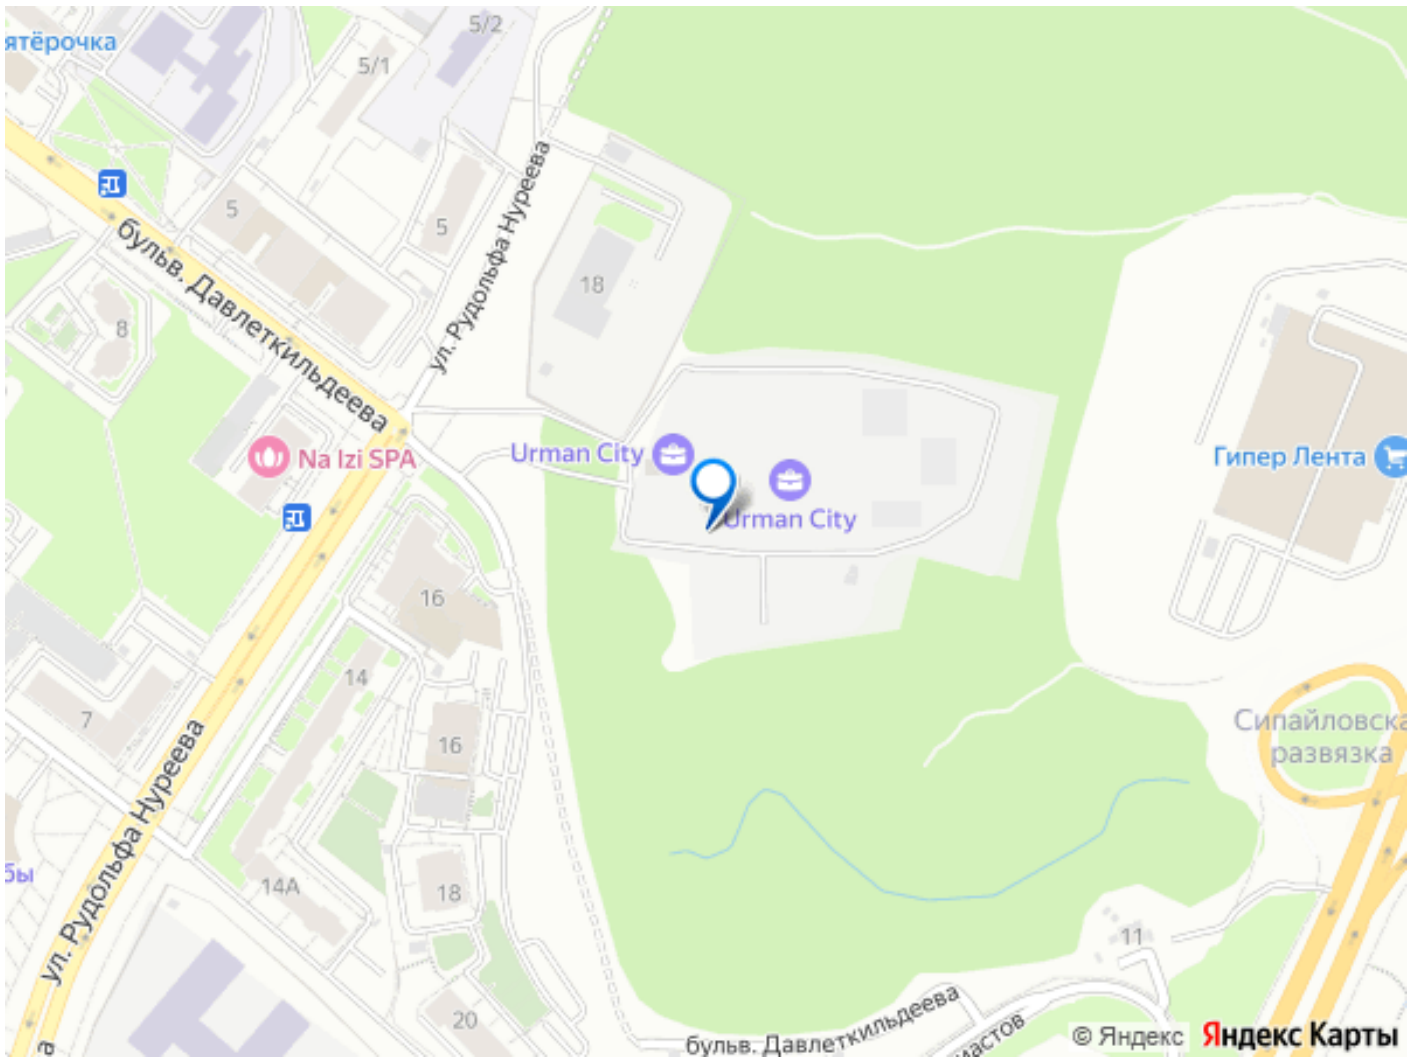 5/2
ятёрочка
5/1
ул. Рудольфа Нуреева
5
5
бульв. Давлеткильдеева
18
8
Urman City
Na Izi SPA
Гипер Лента
Urman City
16
14
7
Сипайловска
развязка
16
ул. Рудольфа Нуреева
бы
14А
18
11
20
бульв. Давлеткильдеева
иастов
а
© Яндекс
Яндекс Карты